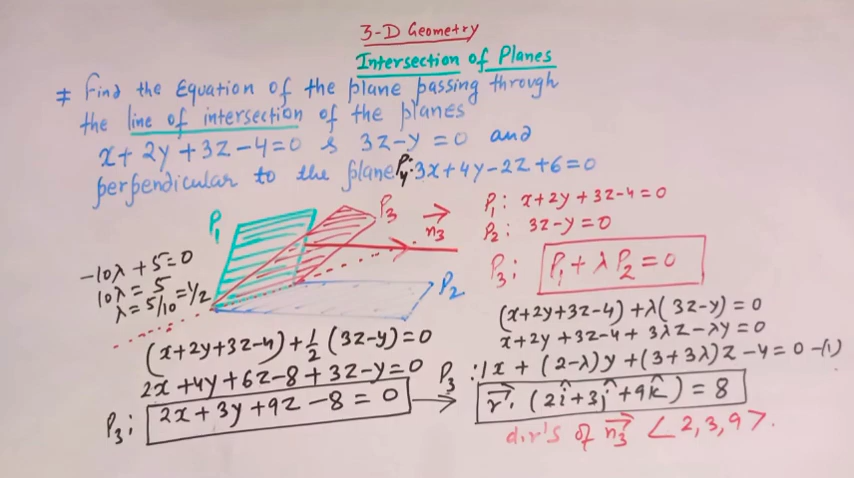 3-D Geometry
Intersection of Planes
# Find the Equation of the plane passing through
the line of intersection of the planes
x+2y+3z-4=0 & 3z-y=0 and
perpendicular to the plane P₄: 3x+4y-2z+6=0
P₁
P₃
n₃→
P₂
P₁: x+2y+3z-4=0
P₂: 3z-y=0
P₃: P₁+λP₂=0
-10λ+5=0
10λ=5
λ=5/10=1/2
(x+2y+3z-4)+λ(3z-y)=0
x+2y+3z-4+3λz-λy=0
P₃:1x+(2-λ)y+(3+3λ)z-4=0-(1)
(x+2y+3z-4)+1/2(3z-y)=0
2x+4y+6z-8+3z-y=0
P₃: 2x+3y+9z-8=0 → r→.(2î+3ĵ+9k̂)=8
dir's of n₃→ <2,3,9>.